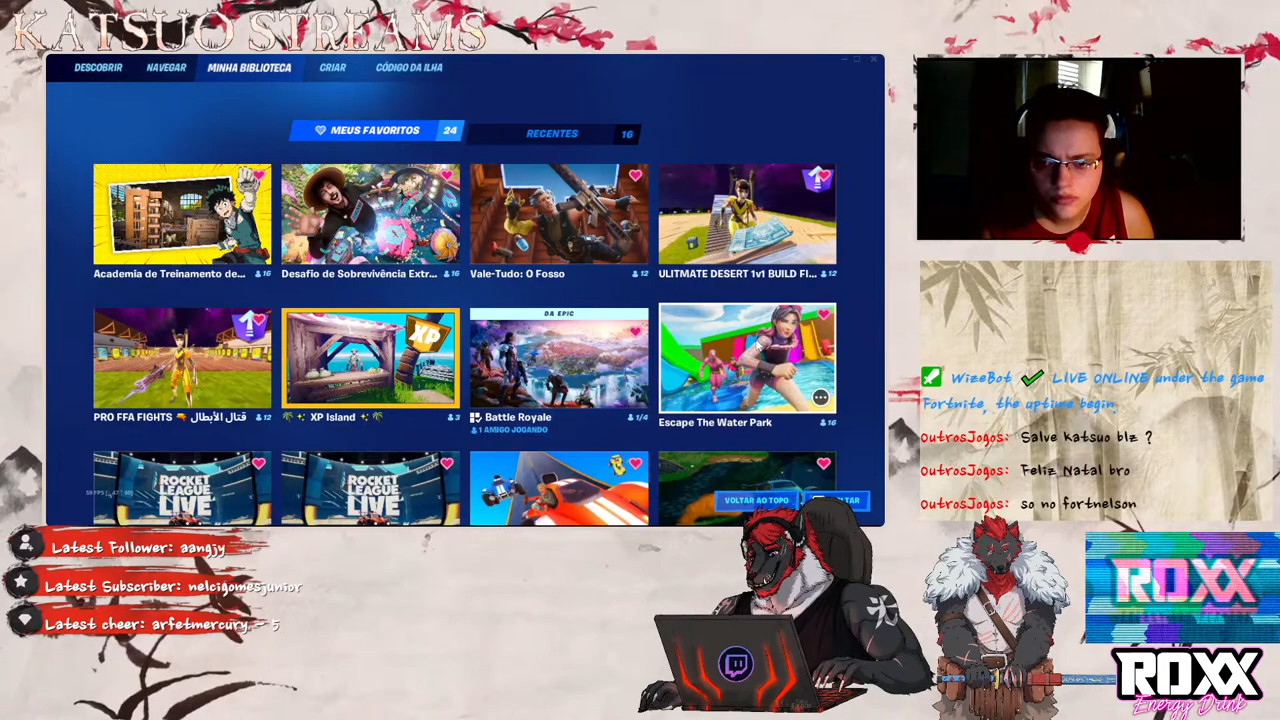 KATSUO STREAMS
DESCOBRIR NAVEGAR MINHA BIBLIOTECA CRIAR CÓDIGO DA ILHA
MEUS FAVORITOS 24 RECENTES 16
1
Academia de Treinamento de... 16
Desafio de Sobrevivência Extr... 16
Vale-Tudo: O Fosso 12
ULITMATE DESERT 1v1 BUILD FI... 12
1
XP
DA EPIC
PRO FFA FIGHTS قتال الأبطال 12
XP Island 3
Battle Royale 1/4
1 AMIGO JOGANDO
Escape The Water Park 16
ROCKET LEAGUE LIVE
ROCKET LEAGUE LIVE
VOLTAR AO TOPO
WizeBot LIVE ONLINE under the game
Fortnite, the uptime begin.
OutrosJogos: Salve Katsuo blz ?
OutrosJogos: Feliz Natal bro
OutrosJogos: so no fortnelson
Latest Follower: aangjy
Latest Subscriber: nelcigomesjunior
Latest cheer: arfetmercury - 5
ROXX
ROXX
Energy Drink